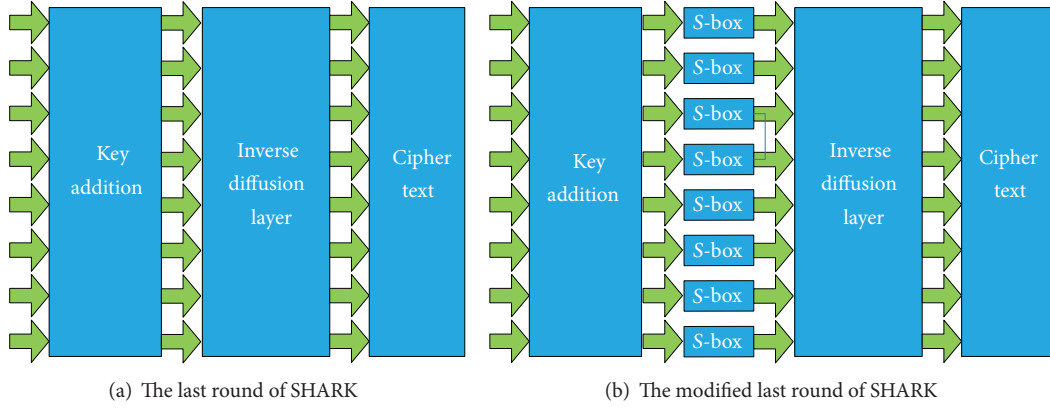 Key
addition
Inverse
diffusion
layer
Cipher
text
(a) The last round of SHARK
Key
addition
S-box
S-box
S-box
S-box
S-box
S-box
S-box
S-box
Inverse
diffusion
layer
Cipher
text
(b) The modified last round of SHARK